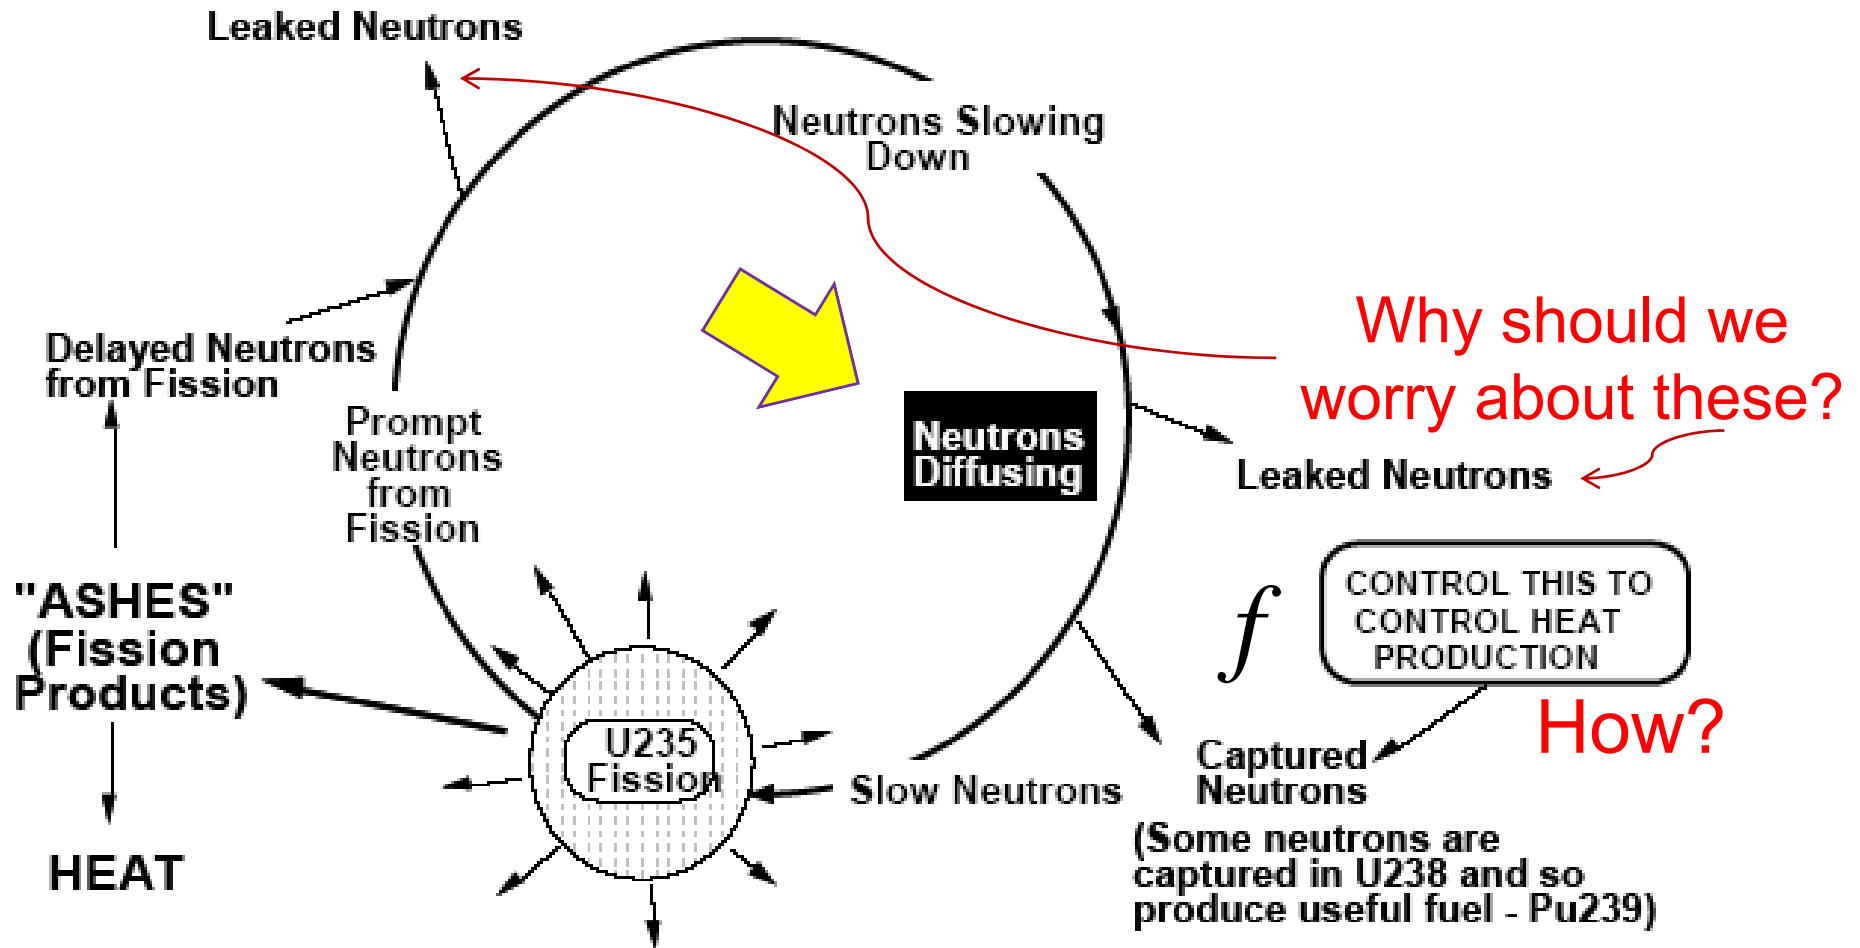 Leaked Neutrons
Neutrons Slowing
Down
Why should we
worry about these?
Delayed Neutrons
from Fission
Prompt
Neutrons
from
Fission
Neutrons
Diffusing
Leaked Neutrons
"ASHES"
(Fission
Products)
f
CONTROL THIS TO
CONTROL HEAT
PRODUCTION
How?
U235
Fission
Slow Neutrons
Captured
Neutrons
(Some neutrons are
captured in U238 and so
produce useful fuel - Pu239)
HEAT